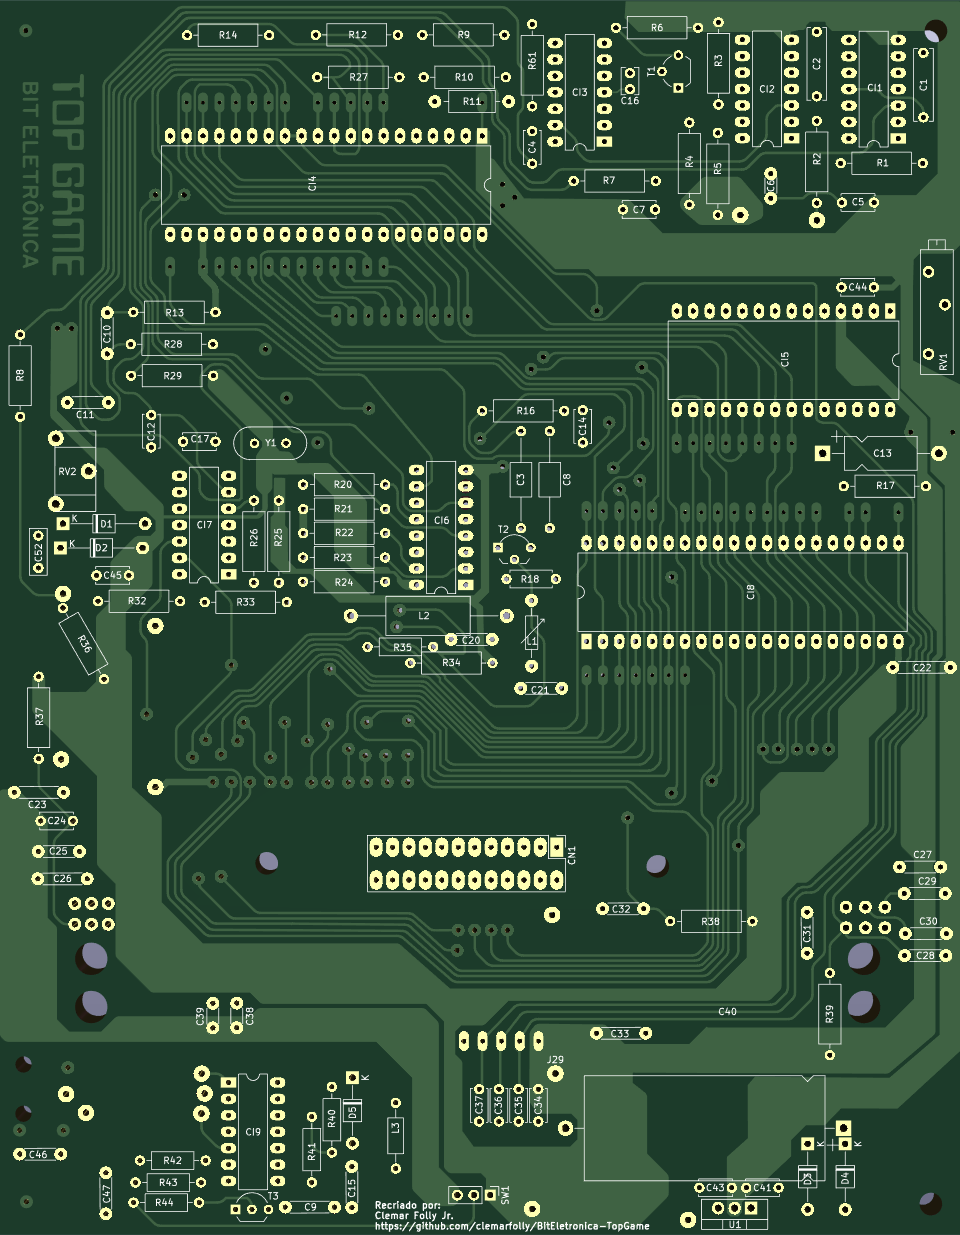 R14
R12
R9
R6
R61
CI3
T1
R3
CI2
C2
CI1
C1
R27
R10
R11
C16
C4
R4
R5
R2
R1
TOP GAME
BIT ELETRÔNICA
CI4
R7
C6
C7
C5
C44
R13
C10
R28
R29
R8
CI5
RV1
C11
C12
C17
Y1
R16
C14
C13
RV2
R20
C3
C8
R17
K D1
R21
CI7
R26
R25
CI6
T2
C52
K D2
R22
R23
C45
R24
R18
CI8
R32
R33
L2
R36
R35
C20
L1
R34
C22
C21
R37
C23
C24
C25
C26
CN1
C27
C29
C32
R38
C31
C30
C28
C39
C38
C40
R39
C33
J29
K
D5
C37
C36
C35
C34
CI9
R40
L3
R41
C46
R42
R43
R44
C47
T3
C9
C15
SW1
K
K
D3
D4
C43
C41
U1
Recriado por:
Clemar Folly Jr.
https://github.com/clemarfolly/BitEletronica-TopGame